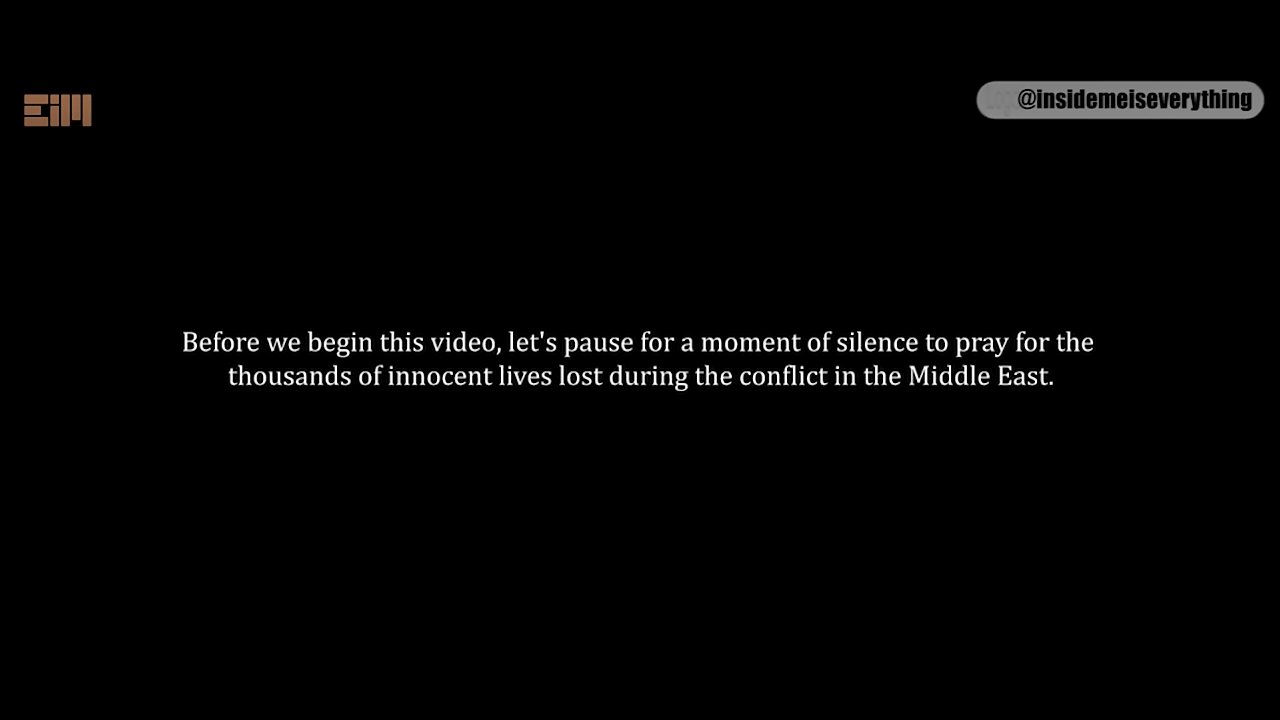 EiM
@insidemeiseverything
Before we begin this video, let's pause for a moment of silence to pray for the
thousands of innocent lives lost during the conflict in the Middle East.